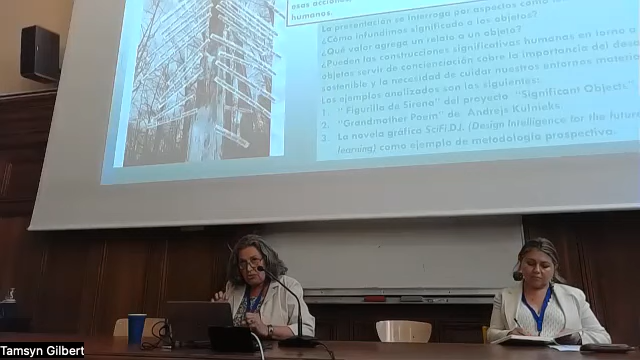 esas accion
humanos.
La presentación se interroga por aspectos como
¿Cómo infundimos significado a los objetos?
¿Qué valor agrega un relato a un objeto?
¿Pueden las construcciones significativas humanas en torno a
objetos servir de concienciación sobre la importancia del
sostenible y la necesidad de cuidar nuestros entornos
Los ejemplos analizados son los siguientes:
1. "Figurilla de Sirena" del proyecto "Significant Objects"
2. "Grandmother Poem" de Andrejs Kulnieks.
3. La novela gráfica SciFi.DJ. (Design Intelligence for the future
learning) como ejemplo de metodología prospectiva.
Tamsyn Gilbert